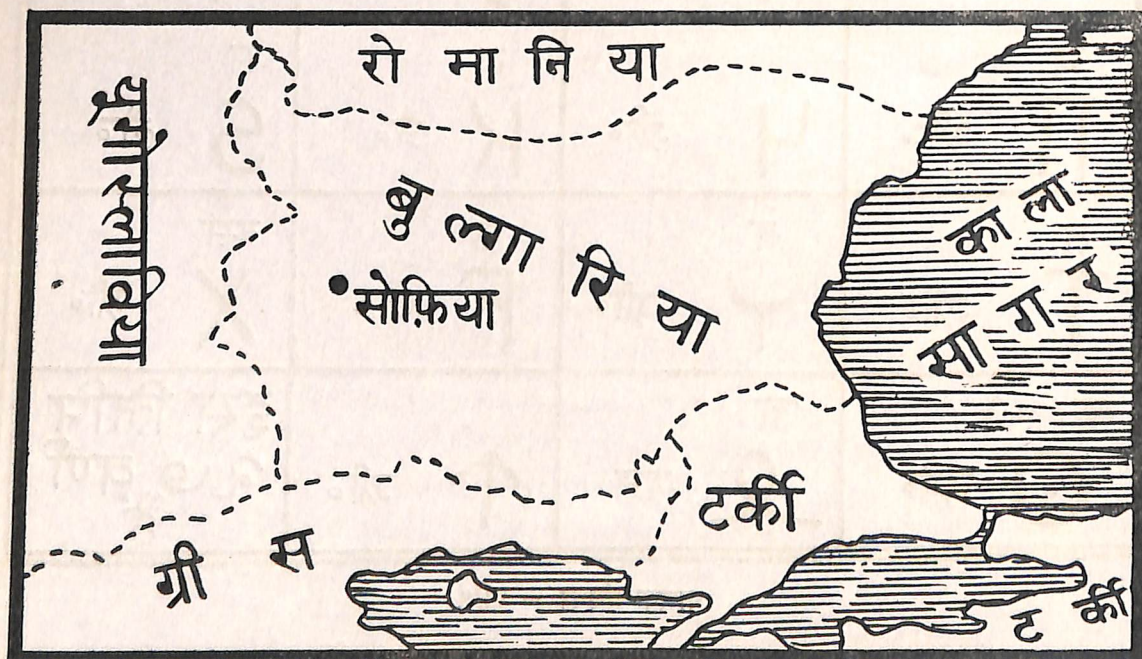 रोमानिया
युगोस्लाविया
बुल्गारिया
सोफ़िया
काला
सागर
टर्की
ग्रीस
टर्की